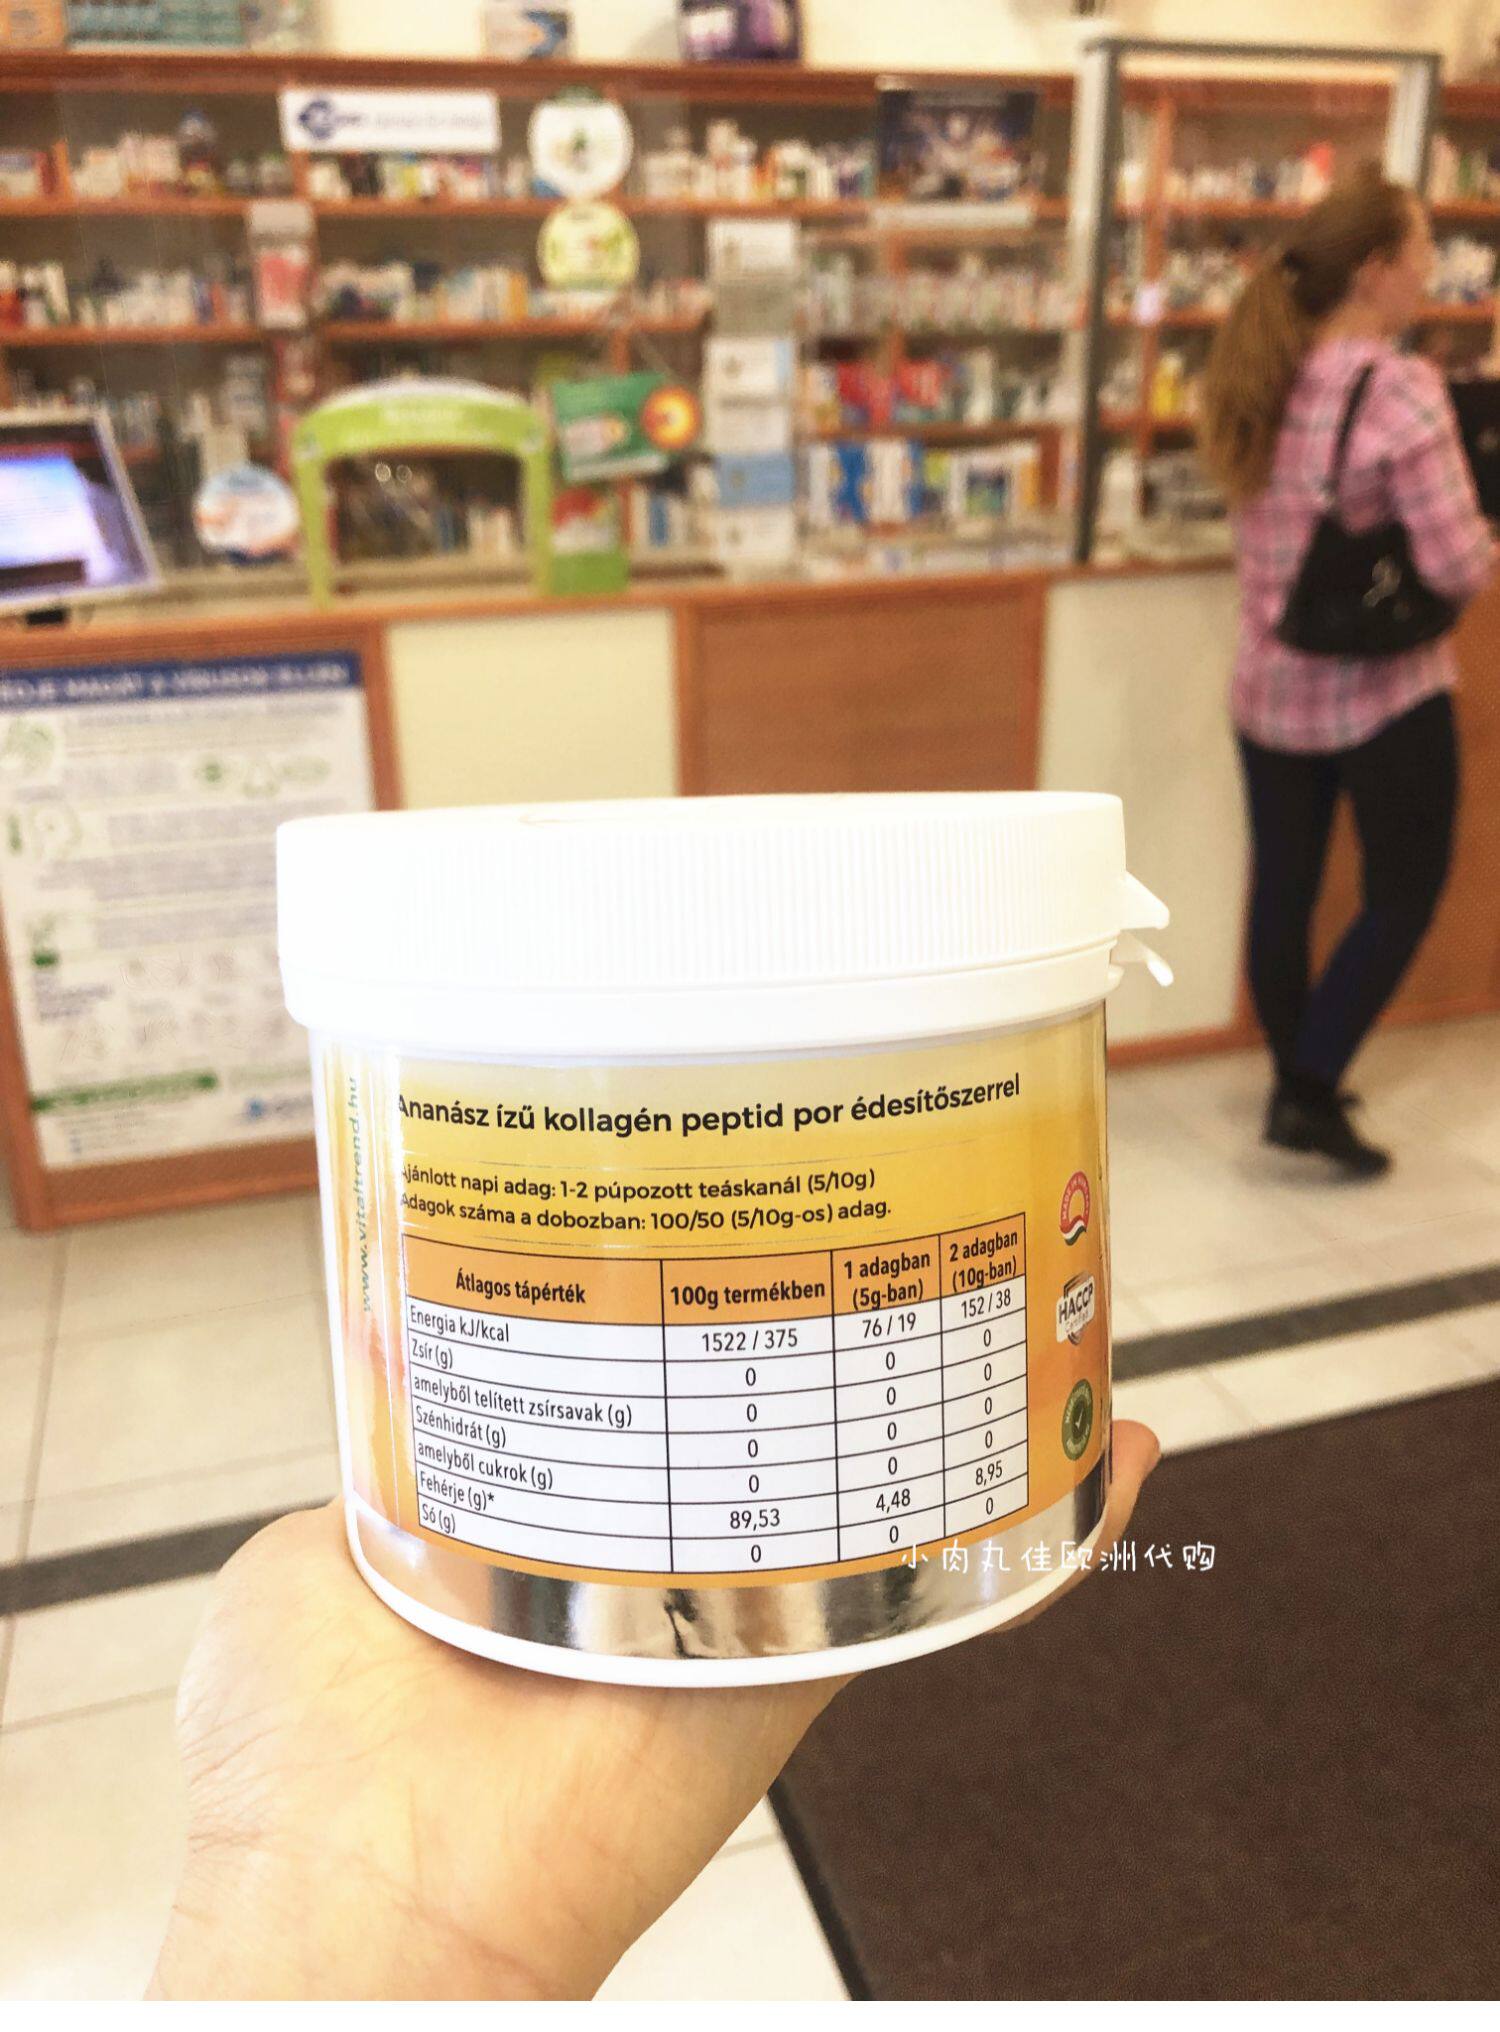 Ananász ízű kollagén peptid por édesítőszerrel
Ajánlott napi adag: 1-2 púpozott teáskanál (5/10g)
Adagok száma a dobozban: 100/50 (5/10g-os) adag.
Átlagos tápérték 100g termékben 1 adagban (5g-ban) 2 adagban (10g-ban)
Energia kJ/kcal 1522 / 375 76 / 19 152 / 38
Zsír (g) 0 0 0
amelyből telített zsírsavak (g) 0 0 0
Szénhidrát (g) 0 0 0
amelyből cukrok (g) 0 0 0
Fehérje (g)* 89,53 4,48 8,95
Só (g) 0 0 0
www.vitaltrend.hu
HACCP
Certified
小肉丸佳欧洲代购